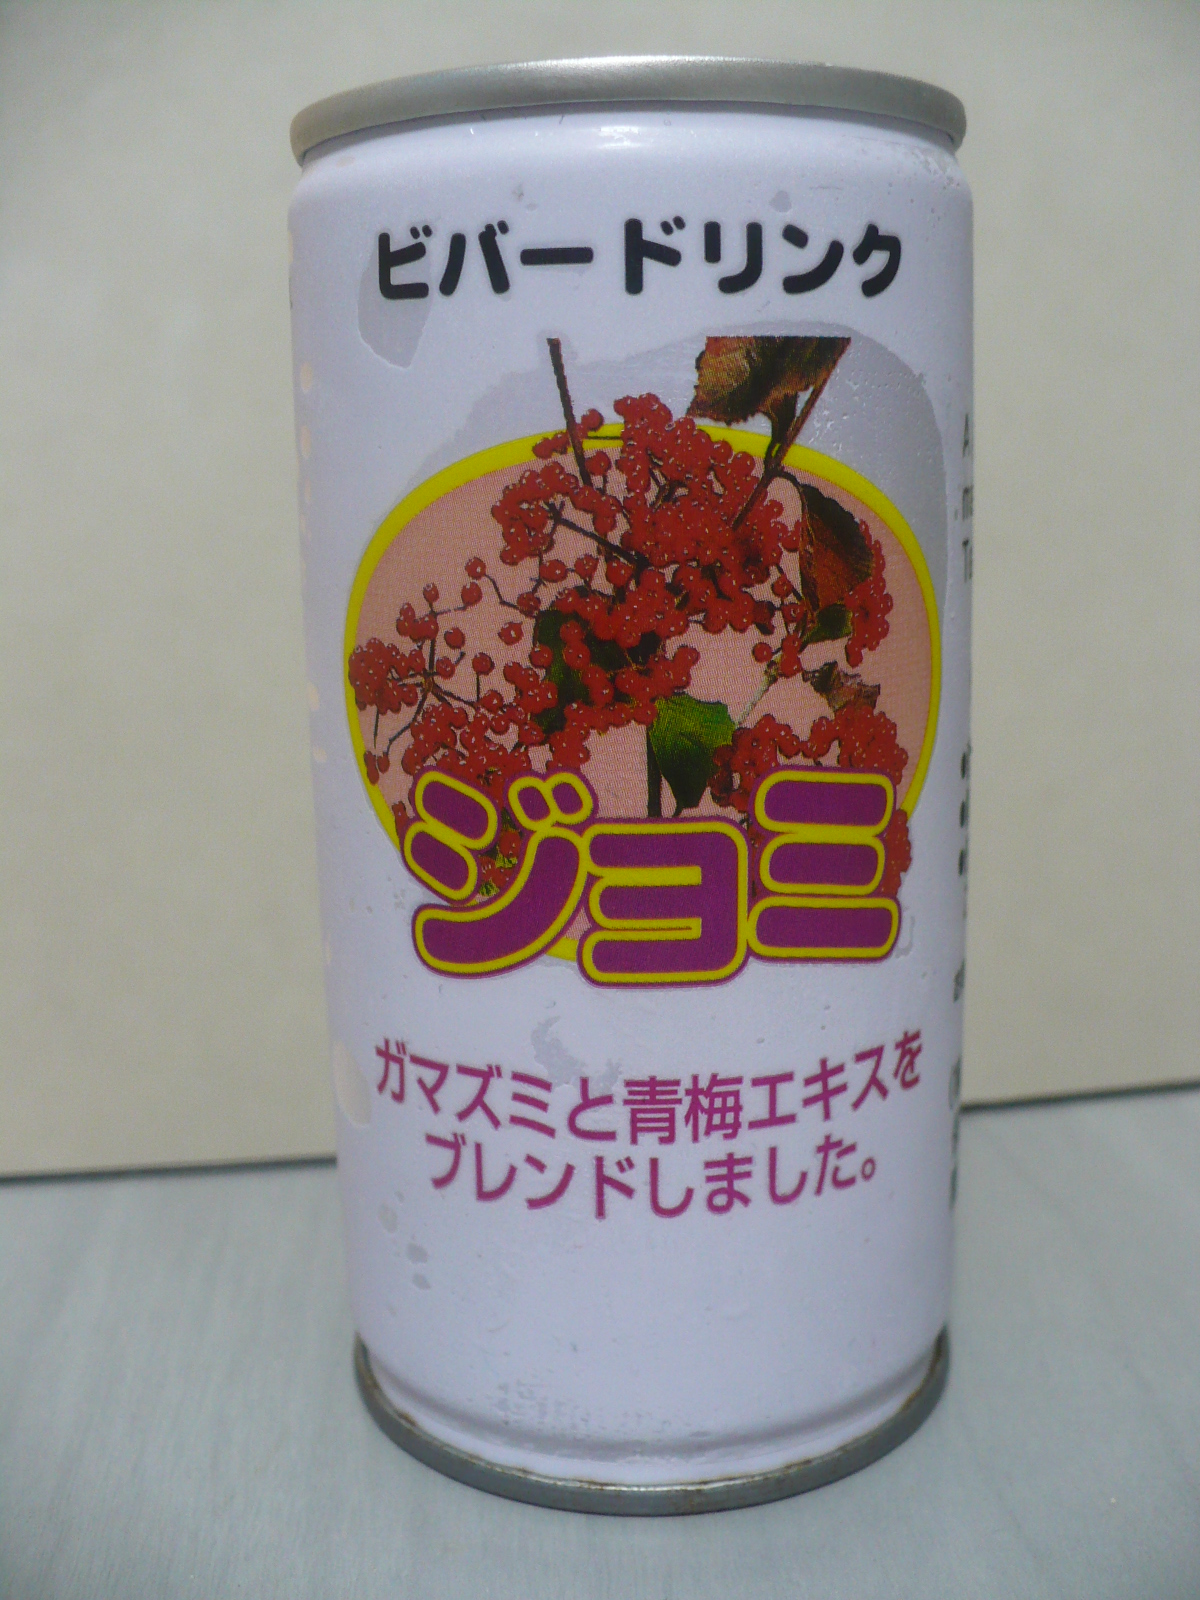 ビバードリンク
ジョミ
ガマズミと青梅エキスを
ブレンドしました。